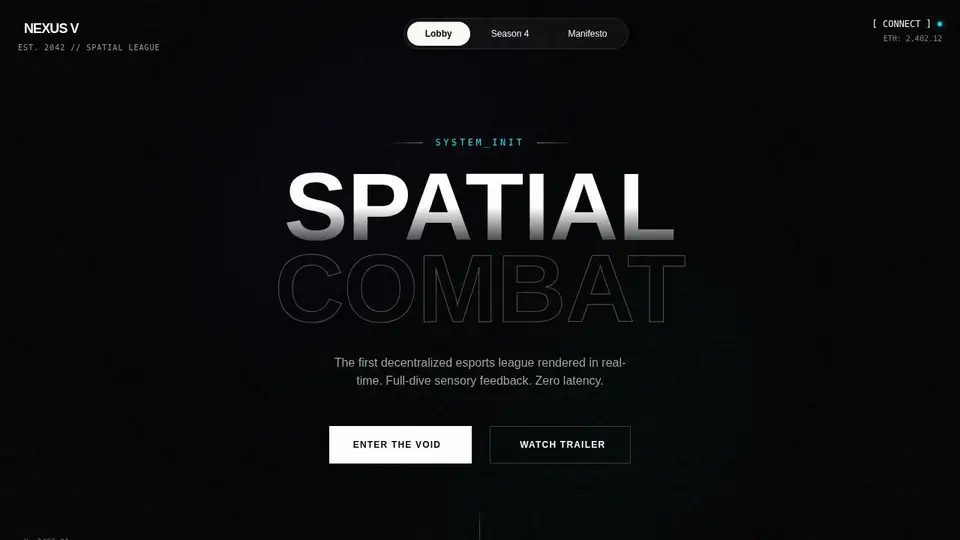 NEXUS V
EST. 2042 // SPATIAL LEAGUE
Lobby
Season 4
Manifesto
[ CONNECT ]
ETH: 2,402.12
SYSTEM_INIT
SPATIAL
COMBAT
The first decentralized esports league rendered in real-
time. Full-dive sensory feedback. Zero latency.
ENTER THE VOID
WATCH TRAILER